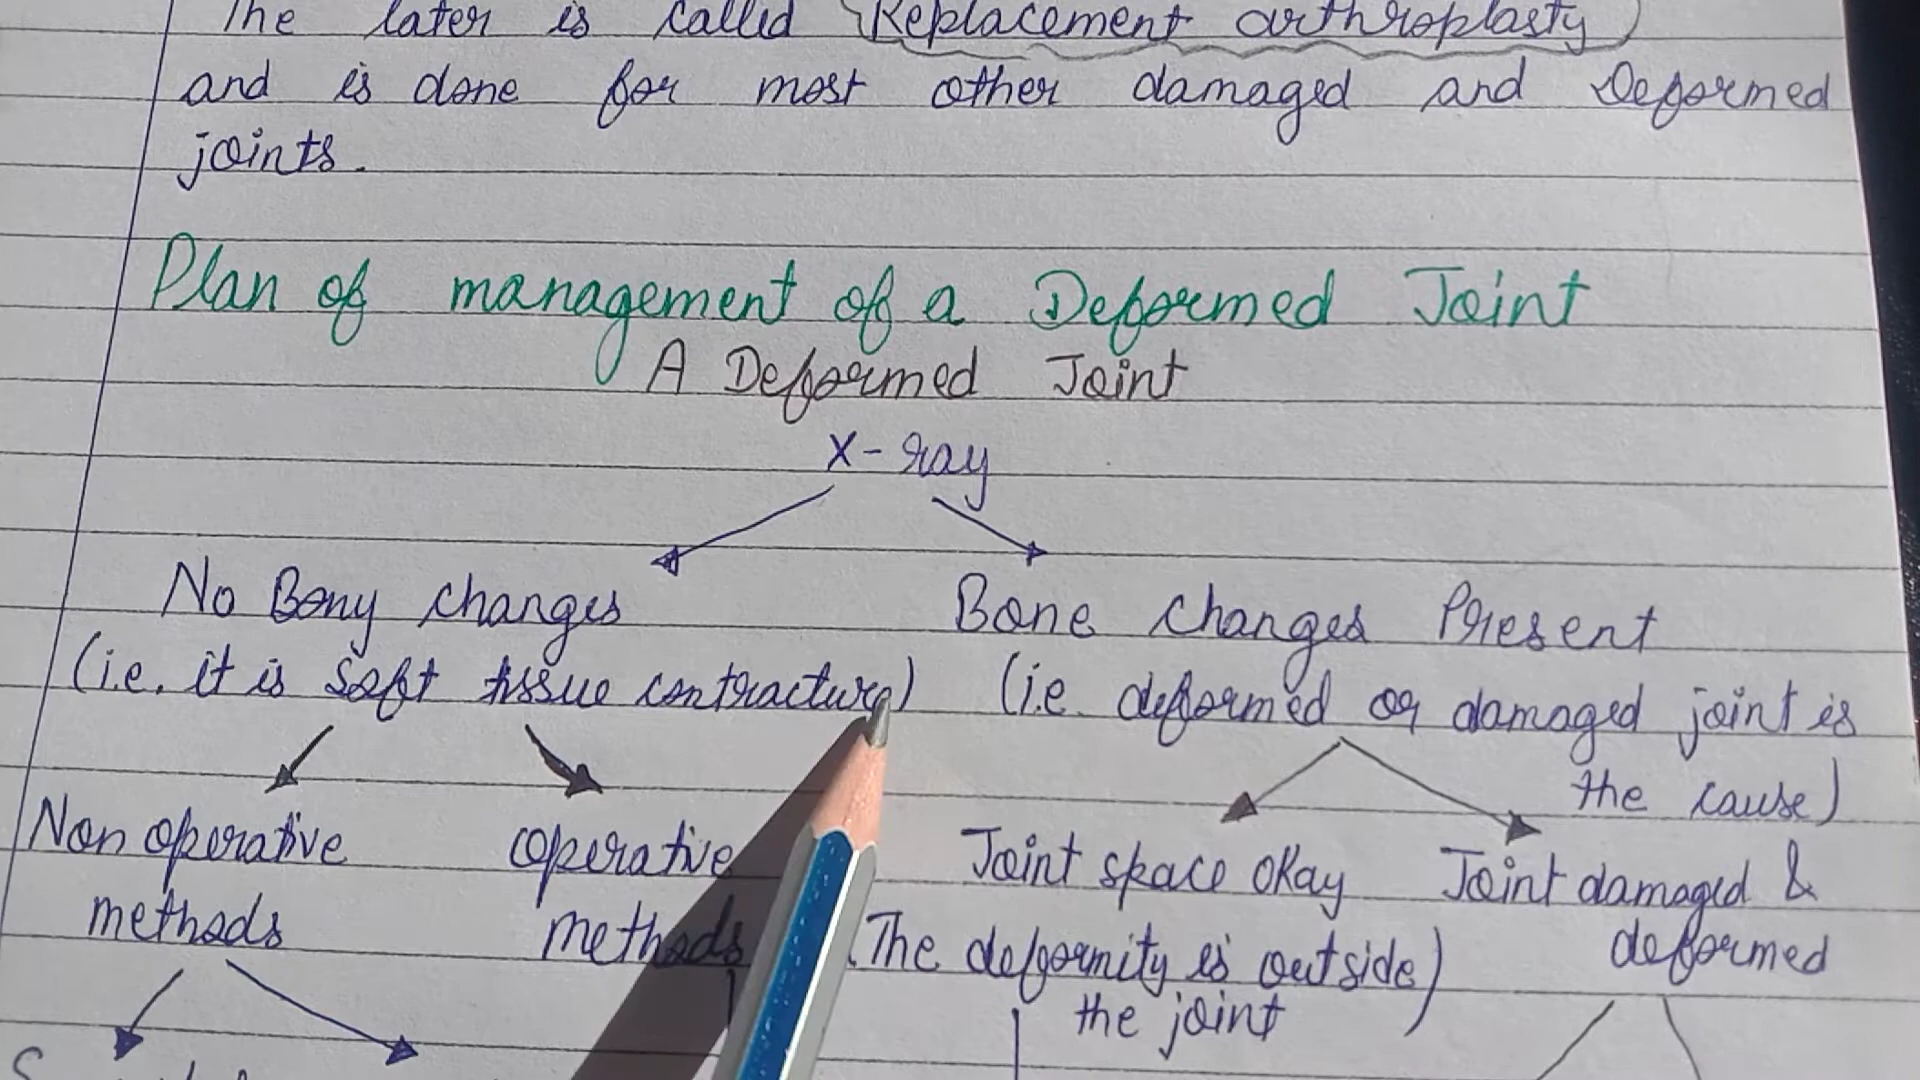 The later is called (Replacement arthroplasty)
and is done for most other damaged and Deformed
joints.
Plan of management of a Deformed Joint
A Deformed Joint
X-ray
No Bony changes
Bone changes Present
(i.e. it is soft tissue contracture)
(i.e deformed or damaged joint is
the cause)
Non operative
methods
operative
methods
Joint space okay
(The deformity is outside)
the joint
Joint damaged &
deformed